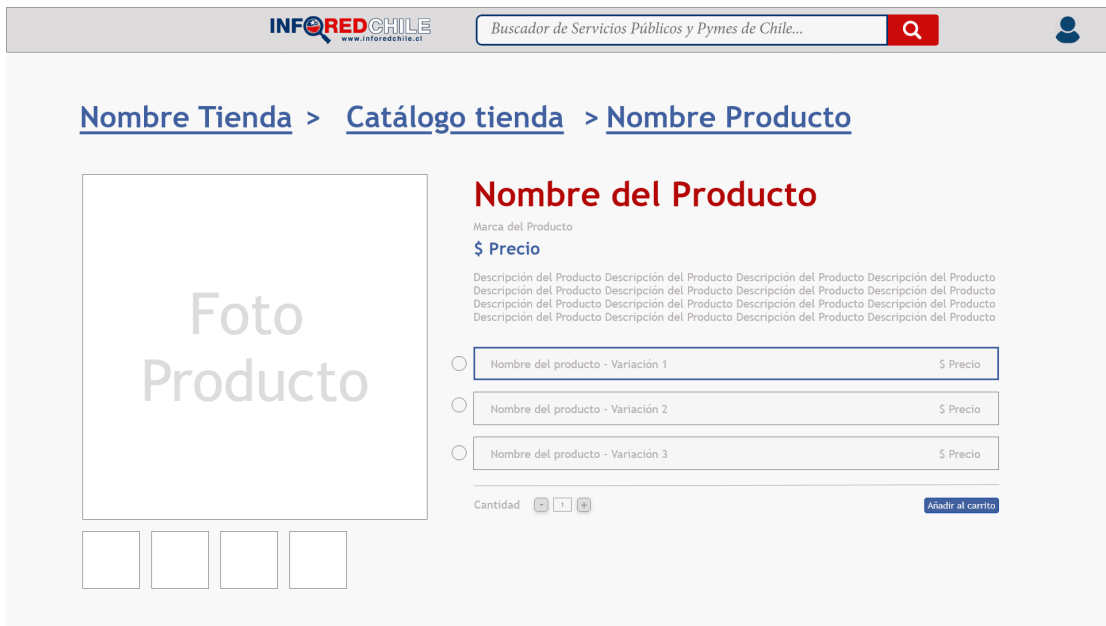 INFOREDCHILE
www.inforedchile.cl
Buscador de Servicios Públicos y Pymes de Chile...
Nombre Tienda > Catálogo tienda > Nombre Producto
Foto
Producto
Nombre del Producto
Marca del Producto
$ Precio
Descripción del Producto Descripción del Producto Descripción del Producto Descripción del Producto
Descripción del Producto Descripción del Producto Descripción del Producto Descripción del Producto
Descripción del Producto Descripción del Producto Descripción del Producto Descripción del Producto
Descripción del Producto Descripción del Producto Descripción del Producto Descripción del Producto
Nombre del producto - Variación 1 $ Precio
Nombre del producto - Variación 2 $ Precio
Nombre del producto - Variación 3 $ Precio
Cantidad - 1 + Añadir al carrito